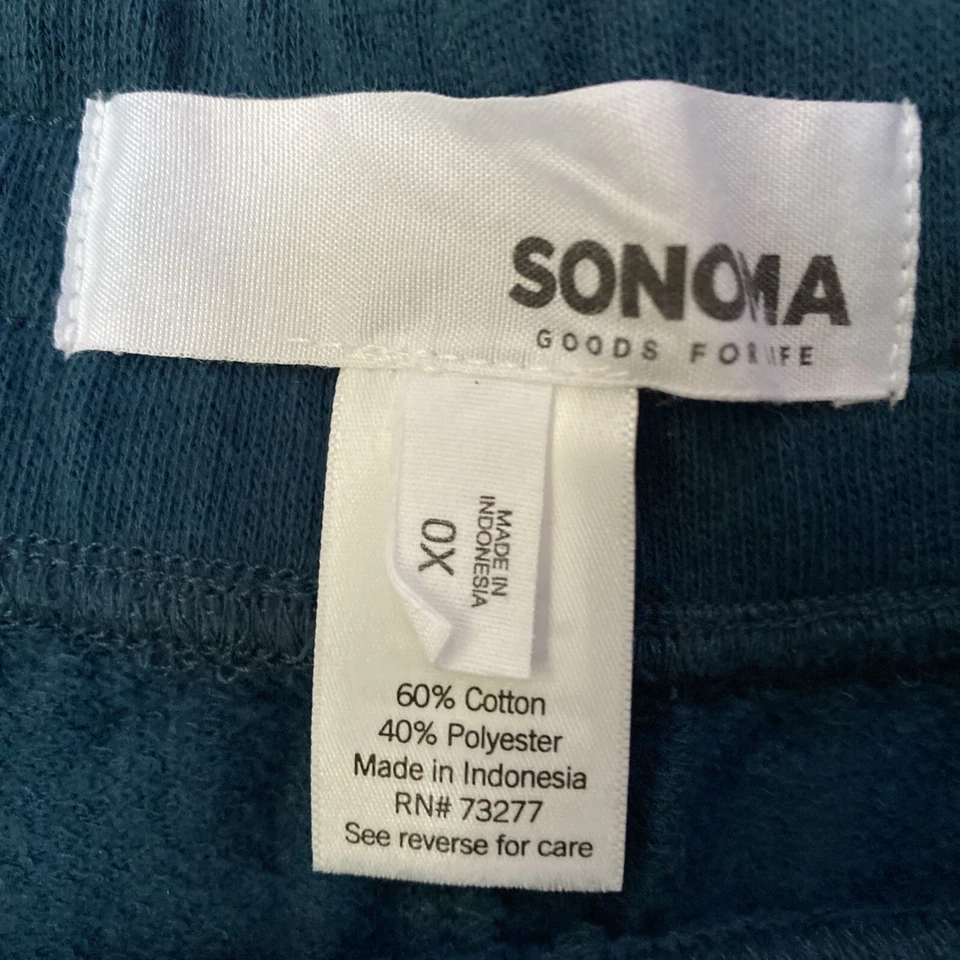 SONOMA
GOODS FOR LIFE
MADE IN
INDONESIA
0X
60% Cotton
40% Polyester
Made in Indonesia
RN# 73277
See reverse for care